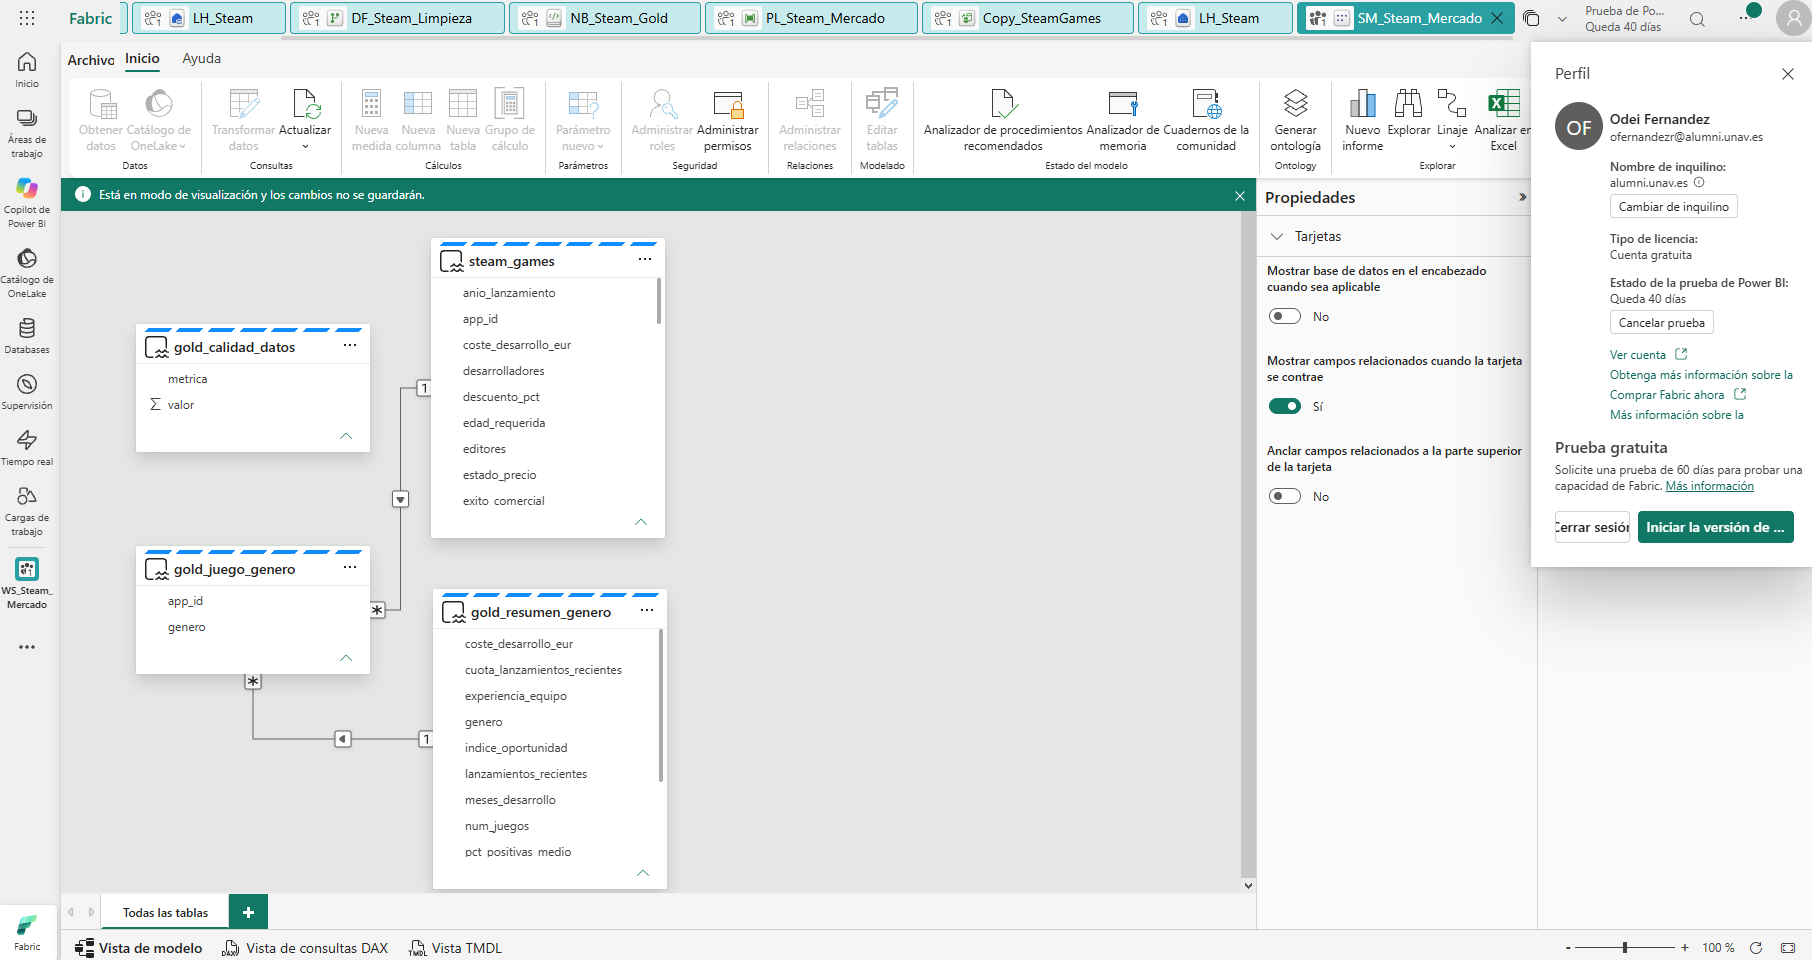 Fabric
LH_Steam
DF_Steam_Limpieza
NB_Steam_Gold
PL_Steam_Mercado
Copy_SteamGames
LH_Steam
SM_Steam_Mercado
Prueba de Po...
Queda 40 días
Archivo
Inicio
Ayuda
Obtener datos
Catálogo de OneLake
Datos
Transformar datos
Actualizar
Consultas
Nueva medida
Nueva columna
Nueva tabla
Grupo de cálculo
Cálculos
Parámetro nuevo
Parámetros
Administrar roles
Administrar permisos
Seguridad
Administrar relaciones
Relaciones
Editar tablas
Modelado
Analizador de procedimientos recomendados
Analizador de memoria
Cuadernos de la comunidad
Estado del modelo
Generar ontología
Ontology
Nuevo informe
Explorar
Linaje
Analizar en Excel
Explorar
Inicio
Áreas de trabajo
Copilot de Power BI
Catálogo de OneLake
Databases
Supervisión
Tiempo real
Cargas de trabajo
WS_Steam_
Mercado
Fabric
Está en modo de visualización y los cambios no se guardarán.
steam_games
anio_lanzamiento
app_id
coste_desarrollo_eur
desarrolladores
descuento_pct
edad_requerida
editores
estado_precio
exito_comercial
gold_calidad_datos
metrica
∑ valor
1
*
gold_juego_genero
app_id
genero
*
1
gold_resumen_genero
coste_desarrollo_eur
cuota_lanzamientos_recientes
experiencia_equipo
genero
indice_oportunidad
lanzamientos_recientes
meses_desarrollo
num_juegos
pct_positivas_medio
Propiedades
Tarjetas
Mostrar base de datos en el encabezado
cuando sea aplicable
No
Mostrar campos relacionados cuando la tarjeta
se contrae
Sí
Anclar campos relacionados a la parte superior
de la tarjeta
No
Perfil
OF
Odei Fernandez
ofernandezr@alumni.unav.es
Nombre de inquilino:
alumni.unav.es
Cambiar de inquilino
Tipo de licencia:
Cuenta gratuita
Estado de la prueba de Power BI:
Queda 40 días
Cancelar prueba
Ver cuenta
Obtenga más información sobre la
Comprar Fabric ahora
Más información sobre la
Prueba gratuita
Solicite una prueba de 60 días para probar una
capacidad de Fabric. Más información
Cerrar sesión
Iniciar la versión de ...
Todas las tablas
+
Vista de modelo
Vista de consultas DAX
Vista TMDL
- + 100 %